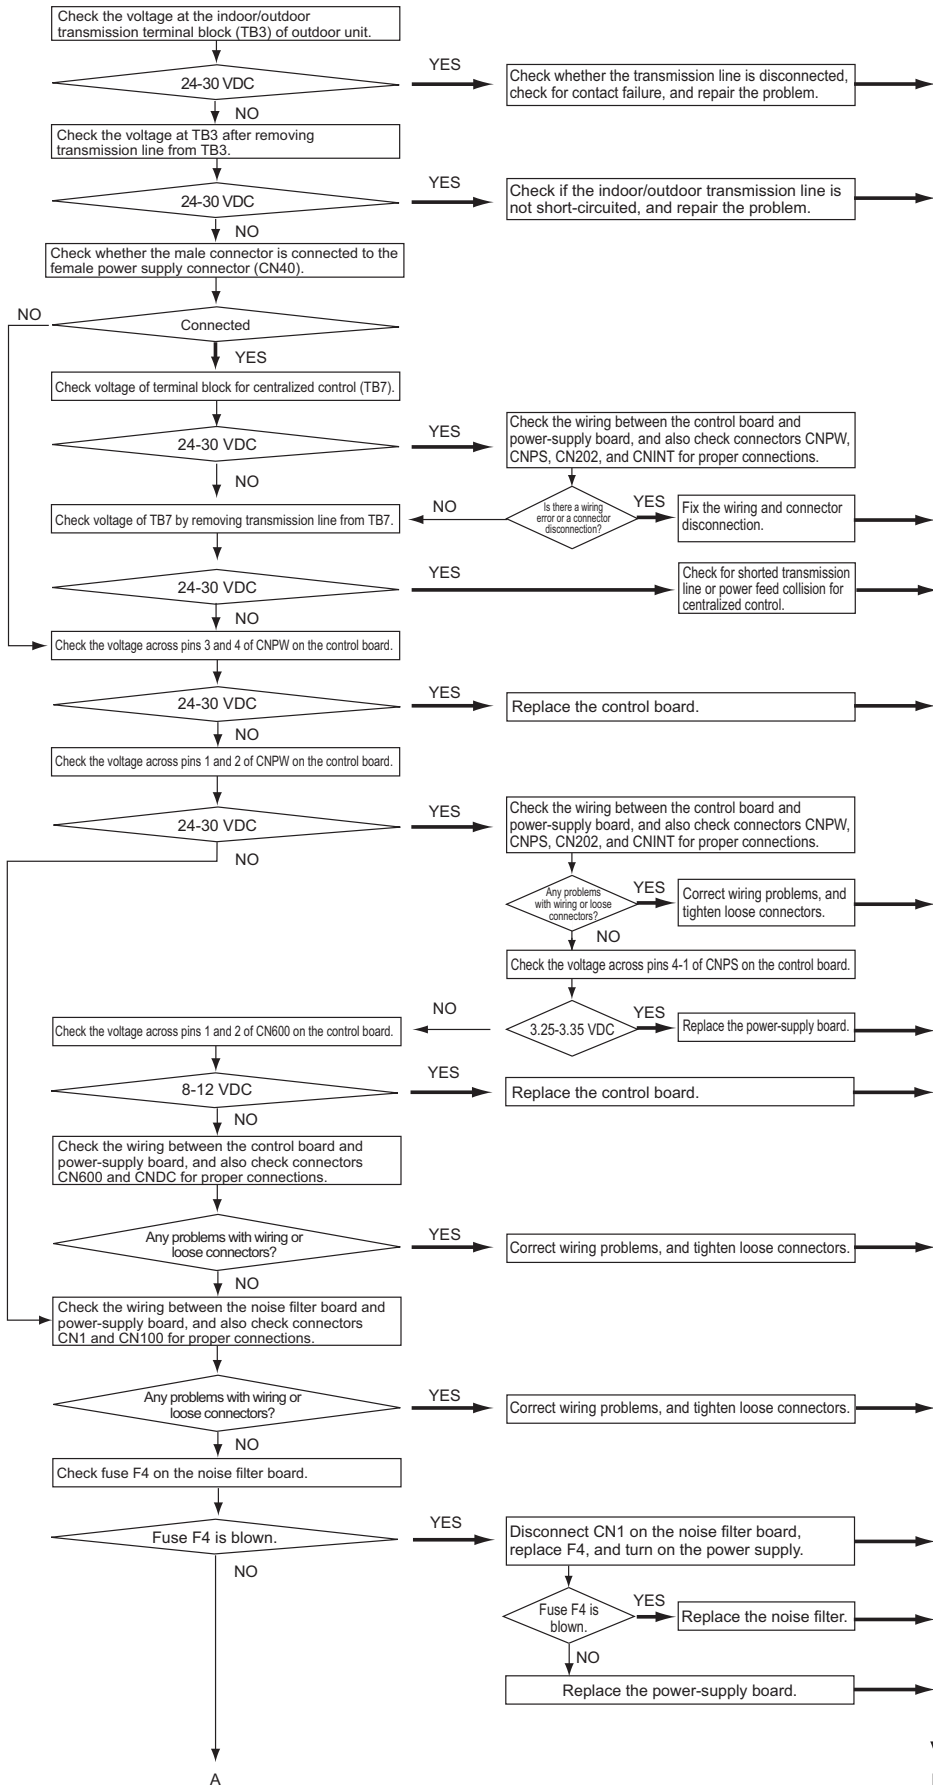 Check the voltage at the indoor/outdoor
transmission terminal block (TB3) of outdoor unit.
24-30 VDC
YES
Check whether the transmission line is disconnected,
check for contact failure, and repair the problem.
NO
Check the voltage at TB3 after removing
transmission line from TB3.
24-30 VDC
YES
Check if the indoor/outdoor transmission line is
not short-circuited, and repair the problem.
NO
Check whether the male connector is connected to the
female power supply connector (CN40).
NO
Connected
YES
Check voltage of terminal block for centralized control (TB7).
24-30 VDC
YES
Check the wiring between the control board and
power-supply board, and also check connectors CNPW,
CNPS, CN202, and CNINT for proper connections.
NO
Is there a wiring
error or a connector
disconnection?
YES
Fix the wiring and connector
disconnection.
NO
Check voltage of TB7 by removing transmission line from TB7.
24-30 VDC
YES
Check for shorted transmission
line or power feed collision for
centralized control.
NO
Check the voltage across pins 3 and 4 of CNPW on the control board.
24-30 VDC
YES
Replace the control board.
NO
Check the voltage across pins 1 and 2 of CNPW on the control board.
24-30 VDC
YES
Check the wiring between the control board and
power-supply board, and also check connectors CNPW,
CNPS, CN202, and CNINT for proper connections.
NO
Any problems
with wiring or loose
connectors?
YES
Correct wiring problems, and
tighten loose connectors.
NO
Check the voltage across pins 4-1 of CNPS on the control board.
3.25-3.35 VDC
YES
Replace the power-supply board.
NO
Check the voltage across pins 1 and 2 of CN600 on the control board.
8-12 VDC
YES
Replace the control board.
NO
Check the wiring between the control board and
power-supply board, and also check connectors
CN600 and CNDC for proper connections.
Any problems with wiring or
loose connectors?
YES
Correct wiring problems, and tighten loose connectors.
NO
Check the wiring between the noise filter board and
power-supply board, and also check connectors
CN1 and CN100 for proper connections.
Any problems with wiring or
loose connectors?
YES
Correct wiring problems, and tighten loose connectors.
NO
Check fuse F4 on the noise filter board.
Fuse F4 is blown.
YES
Disconnect CN1 on the noise filter board,
replace F4, and turn on the power supply.
NO
Fuse F4 is
blown.
YES
Replace the noise filter.
NO
Replace the power-supply board.
A